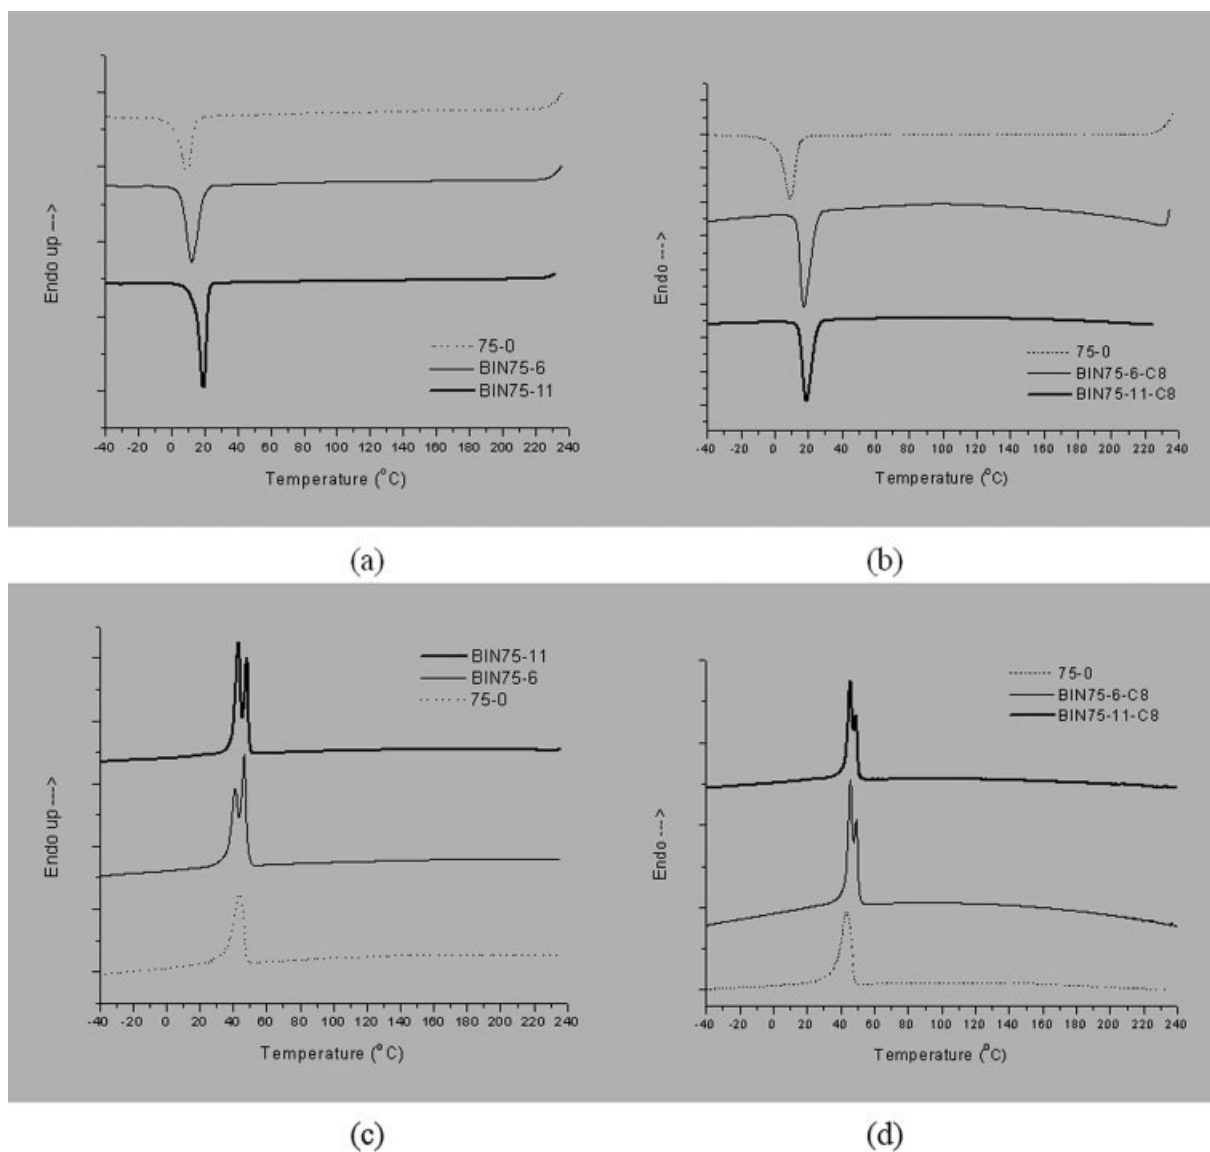 Endo up --->
75-0
BIN75-6
BIN75-11
-40 -20 0 20 40 60 80 100 120 140 160 180 200 220 240
Temperature (°C)
(a)
Endo --->
75-0
BIN75-6-C8
BIN75-11-C8
-40 -20 0 20 40 60 80 100 120 140 160 180 200 220 240
Temperature (°C)
(b)
Endo up --->
BIN75-11
BIN75-6
75-0
-40 -20 0 20 40 60 80 100 120 140 160 180 200 220 240
Temperature (°C)
(c)
Endo --->
75-0
BIN75-6-C8
BIN75-11-C8
-40 -20 0 20 40 60 80 100 120 140 160 180 200 220 240
Temperature (°C)
(d)